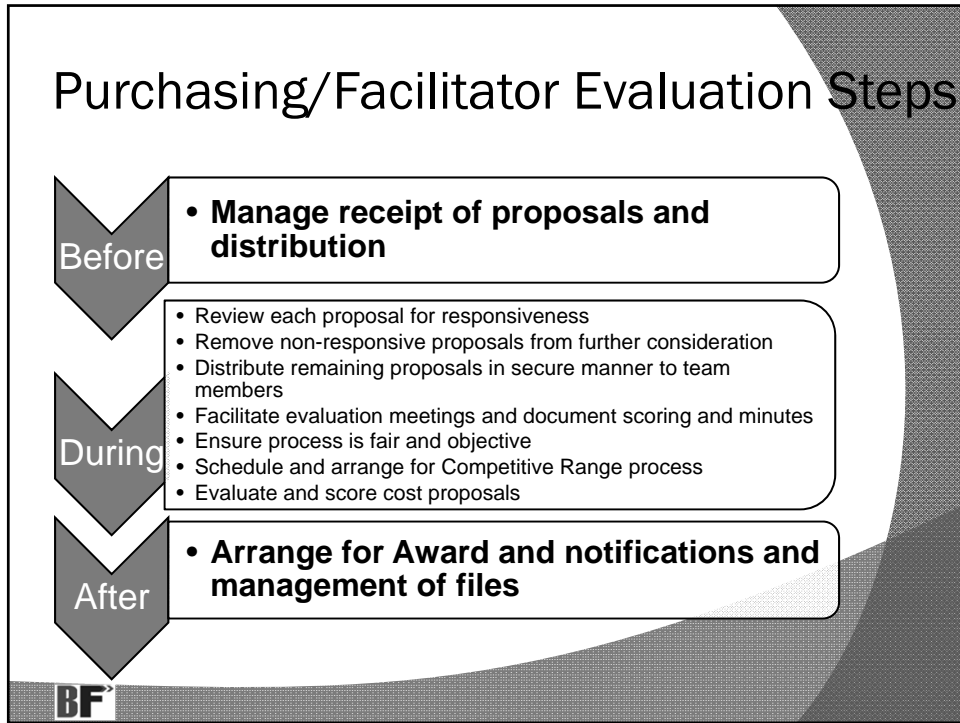 Purchasing/Facilitator Evaluation Steps
Before
• Manage receipt of proposals and
distribution
During
• Review each proposal for responsiveness
• Remove non-responsive proposals from further consideration
• Distribute remaining proposals in secure manner to team
members
• Facilitate evaluation meetings and document scoring and minutes
• Ensure process is fair and objective
• Schedule and arrange for Competitive Range process
• Evaluate and score cost proposals
After
• Arrange for Award and notifications and
management of files
BF